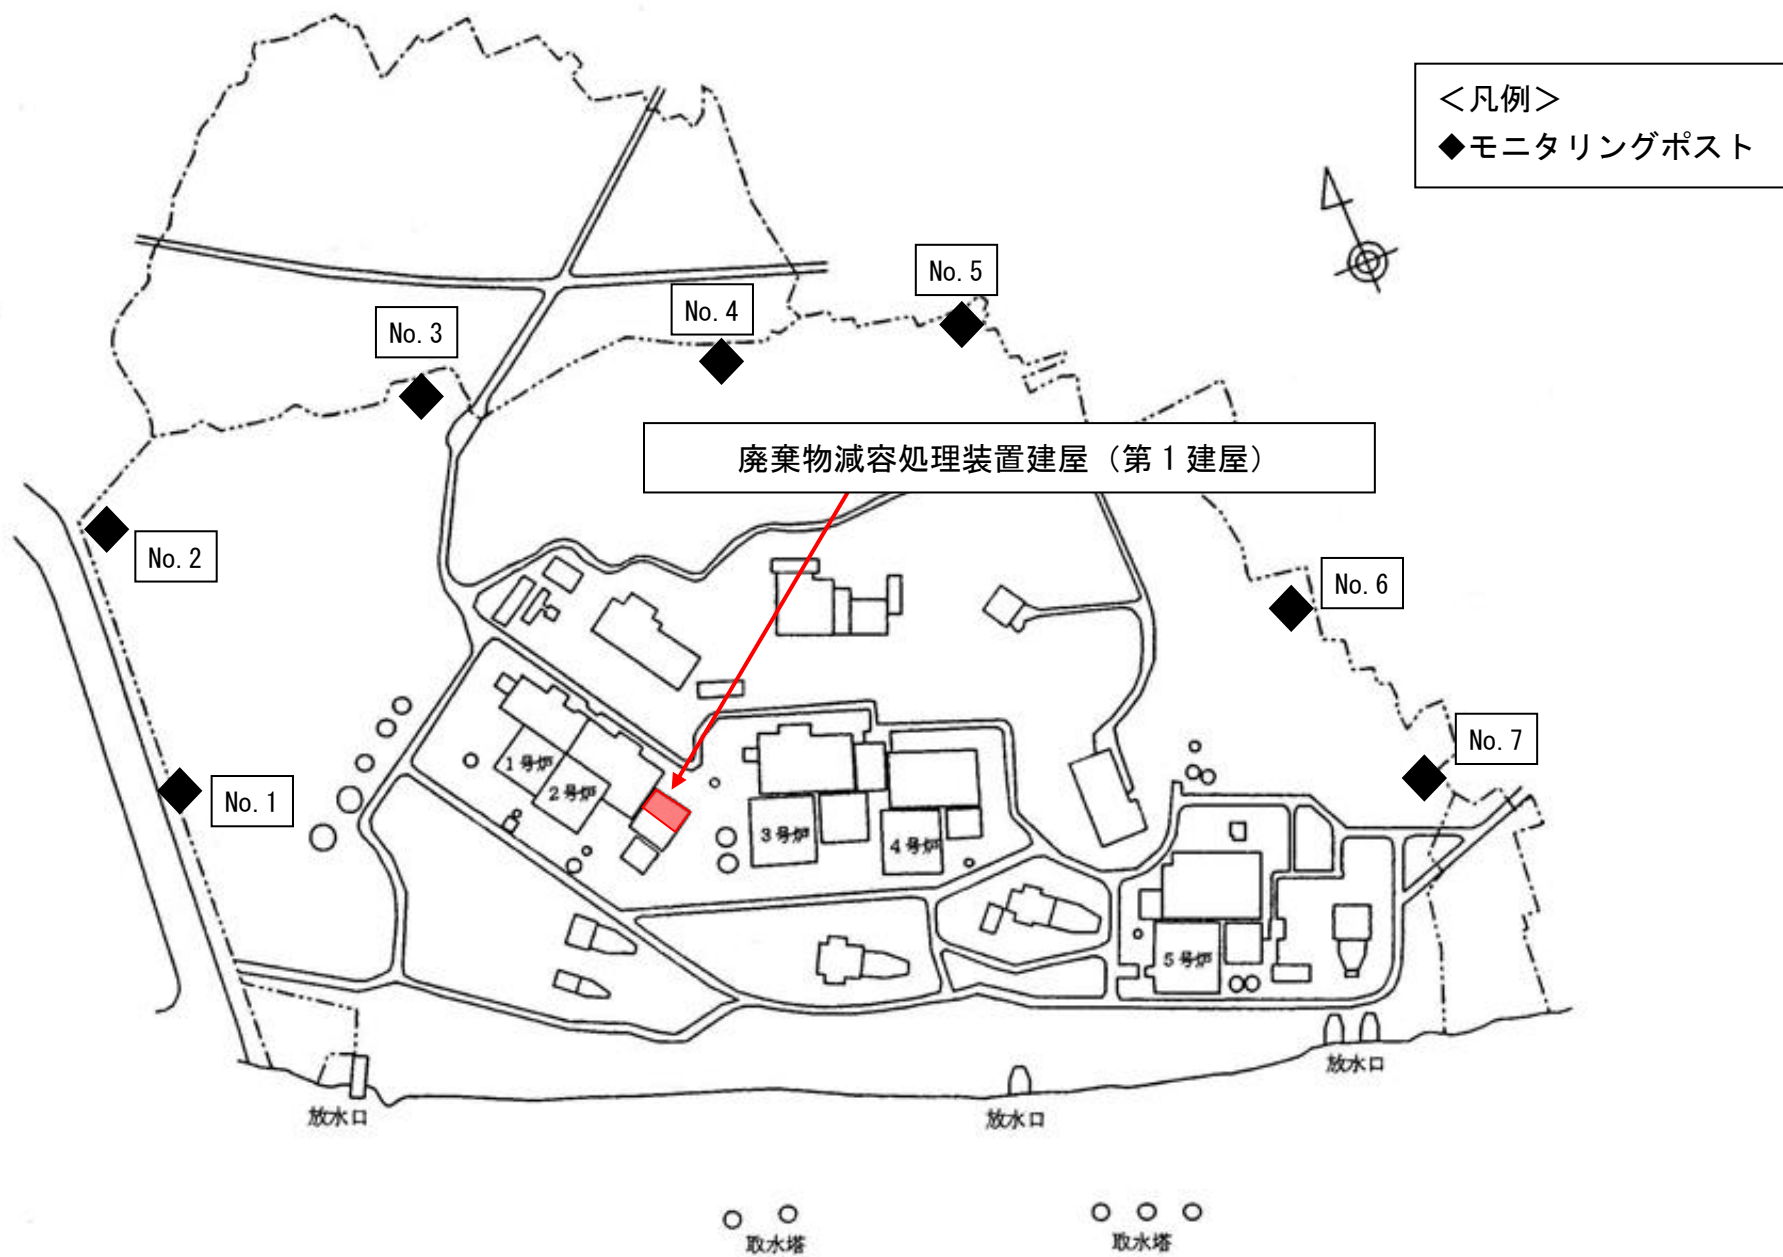 ＜凡例＞
◆モニタリングポスト
No. 5
No. 4
No. 3
廃棄物減容処理装置建屋（第1建屋）
No. 2
No. 6
No. 7
No. 1
1号炉
2号炉
3号炉
4号炉
5号炉
放水口
放水口
放水口
取水塔
取水塔